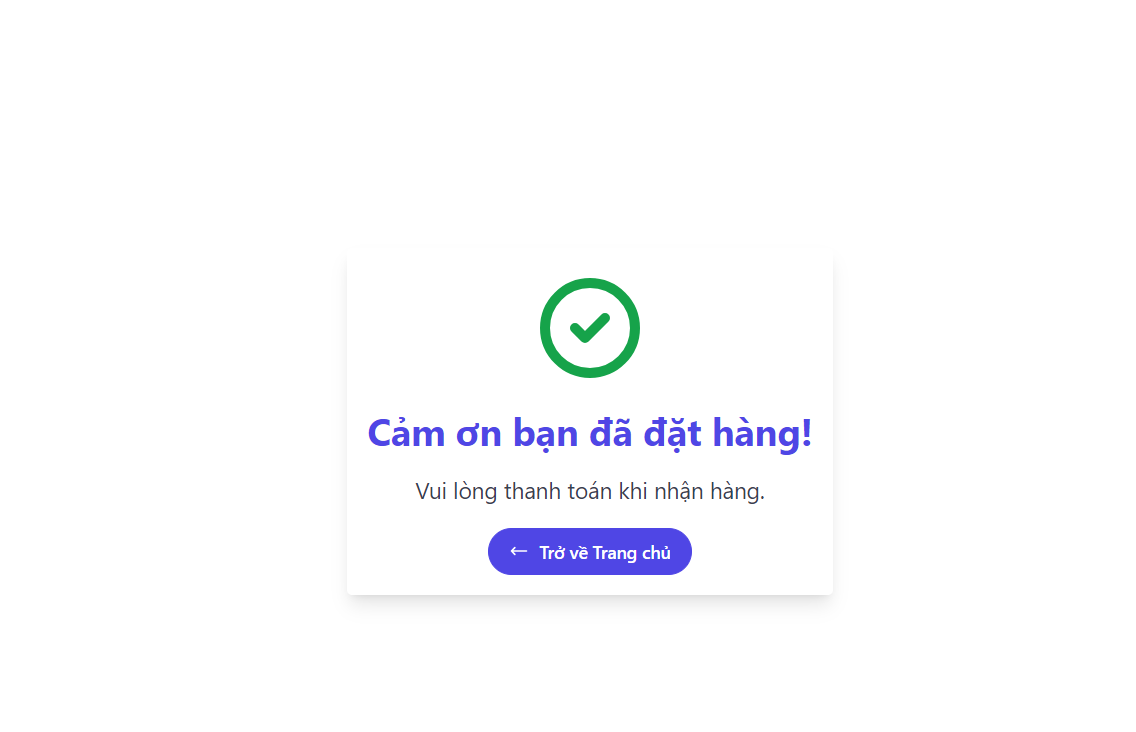 Cảm ơn bạn đã đặt hàng!
Vui lòng thanh toán khi nhận hàng.
Trở về Trang chủ